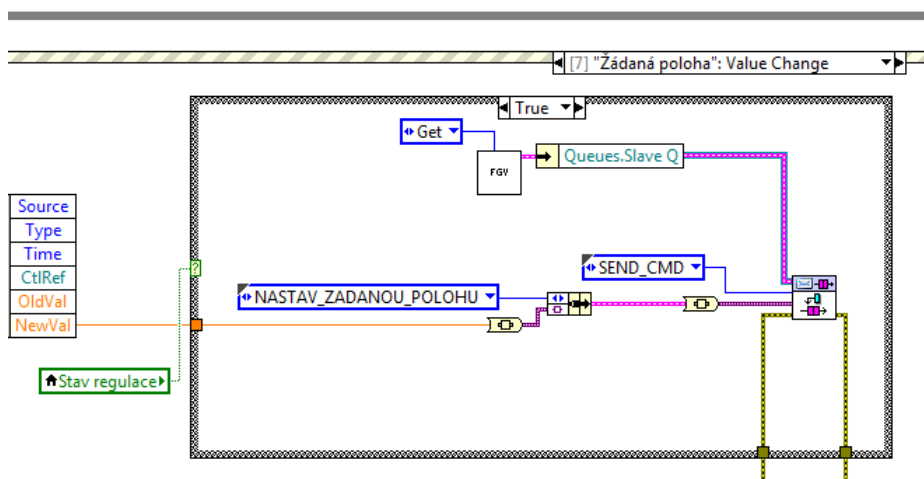 [7] "Žádaná poloha": Value Change
True
Get
FGV
Queues.Slave Q
Source
Type
Time
CtlRef
OldVal
NewVal
?
SEND_CMD
NASTAV_ZADANOU_POLOHU
Stav regulace